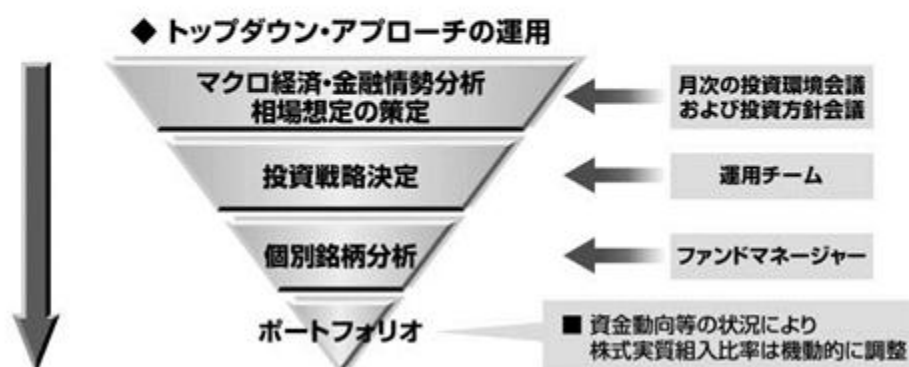 ◆ トップダウン・アプローチの運用
マクロ経済・金融情勢分析
相場想定の策定
月次の投資環境会議
および投資方針会議
投資戦略決定
運用チーム
個別銘柄分析
ファンドマネージャー
ポートフォリオ
■ 資金動向等の状況により
株式実質組入比率は機動的に調整